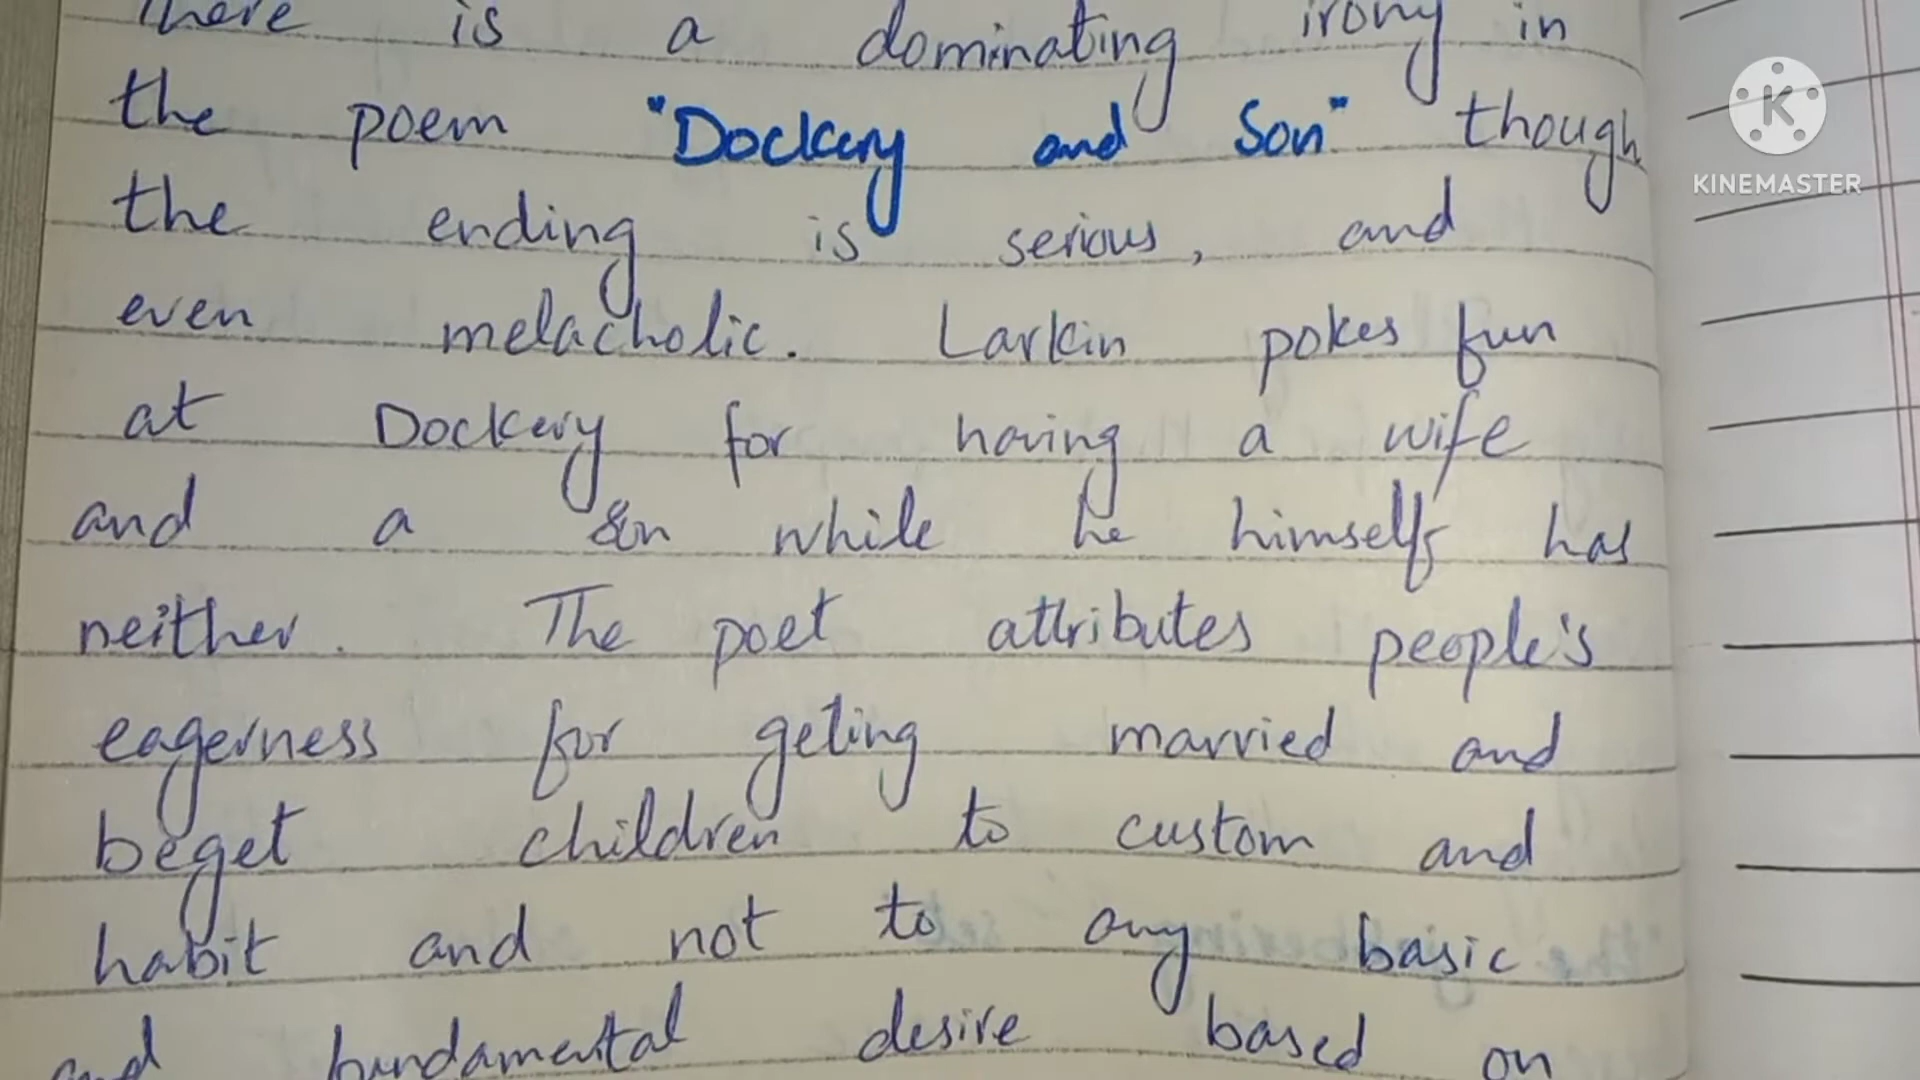 There is a dominating irony in
the poem "Dockery and Son" though
the ending is serious, and
even melacholic. Larkin pokes fun
at Dockery for having a wife
and a son while he himself has
neither. The poet attributes people's
eagerness for geting married and
beget children to custom and
habit and not to any basic
and fundamental desire based on
KINEMASTER